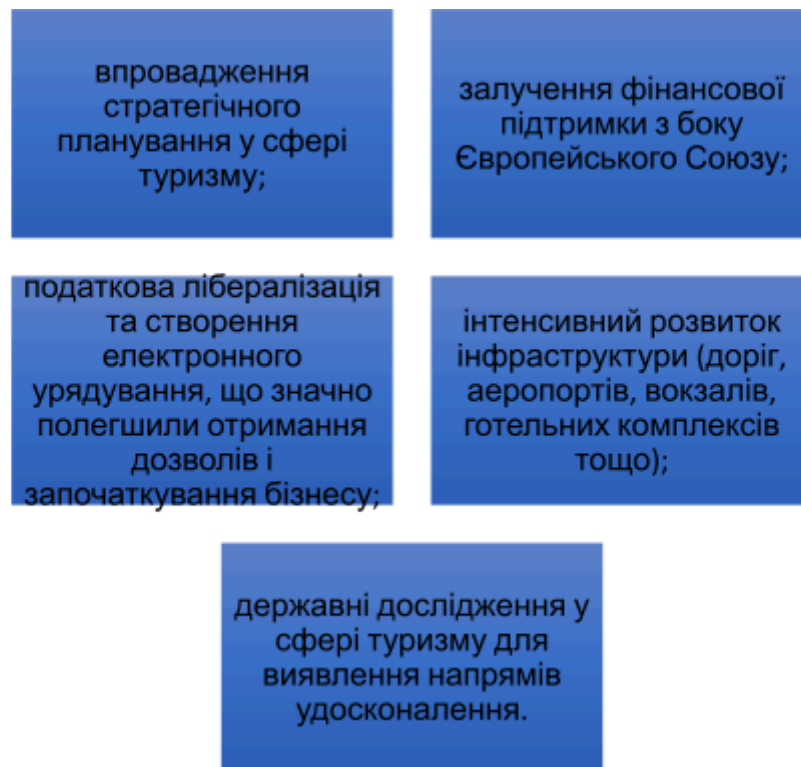 впровадження
стратегічного
планування у сфері
туризму;
залучення фінансової
підтримки з боку
Європейського Союзу;
податкова лібералізація
та створення
електронного
урядування, що значно
полегшили отримання
дозволів і
започаткування бізнесу;
інтенсивний розвиток
інфраструктури (доріг,
аеропортів, вокзалів,
готельних комплексів
тощо);
державні дослідження у
сфері туризму для
виявлення напрямів
удосконалення.